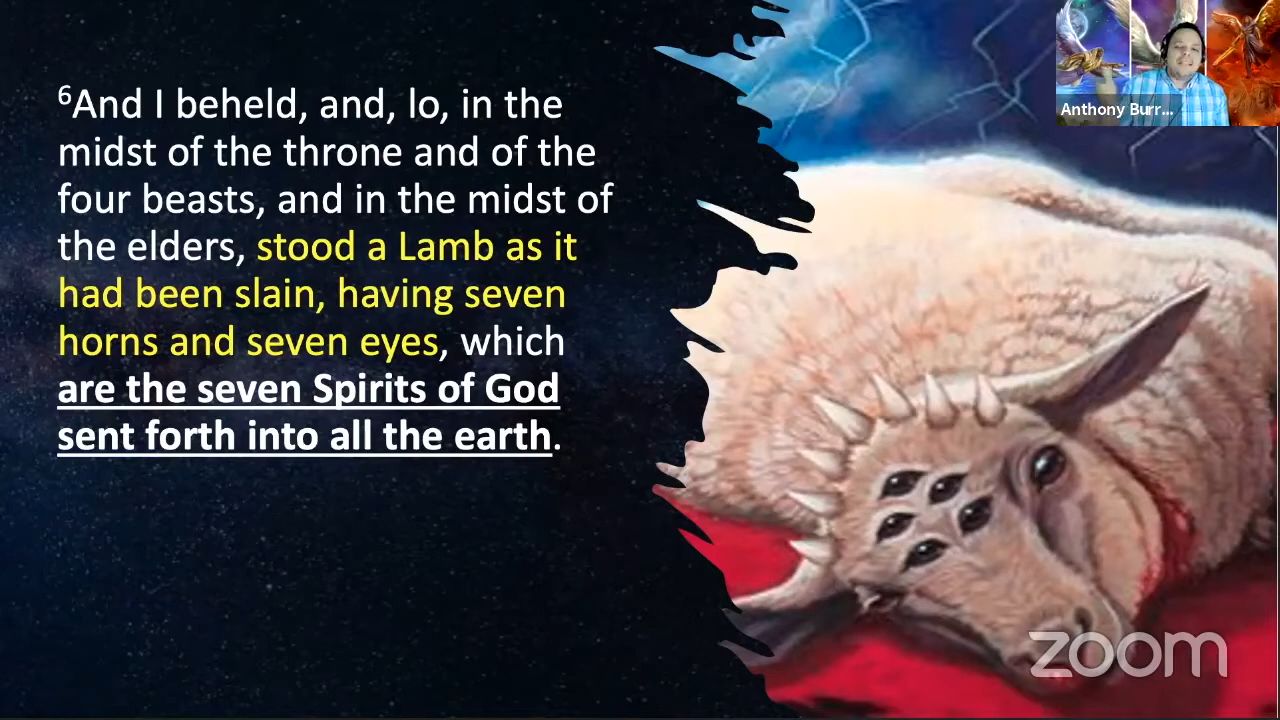 ⁶And I beheld, and, lo, in the
midst of the throne and of the
four beasts, and in the midst of
the elders, stood a Lamb as it
had been slain, having seven
horns and seven eyes, which
are the seven Spirits of God
sent forth into all the earth.
Anthony Burr...
zoom